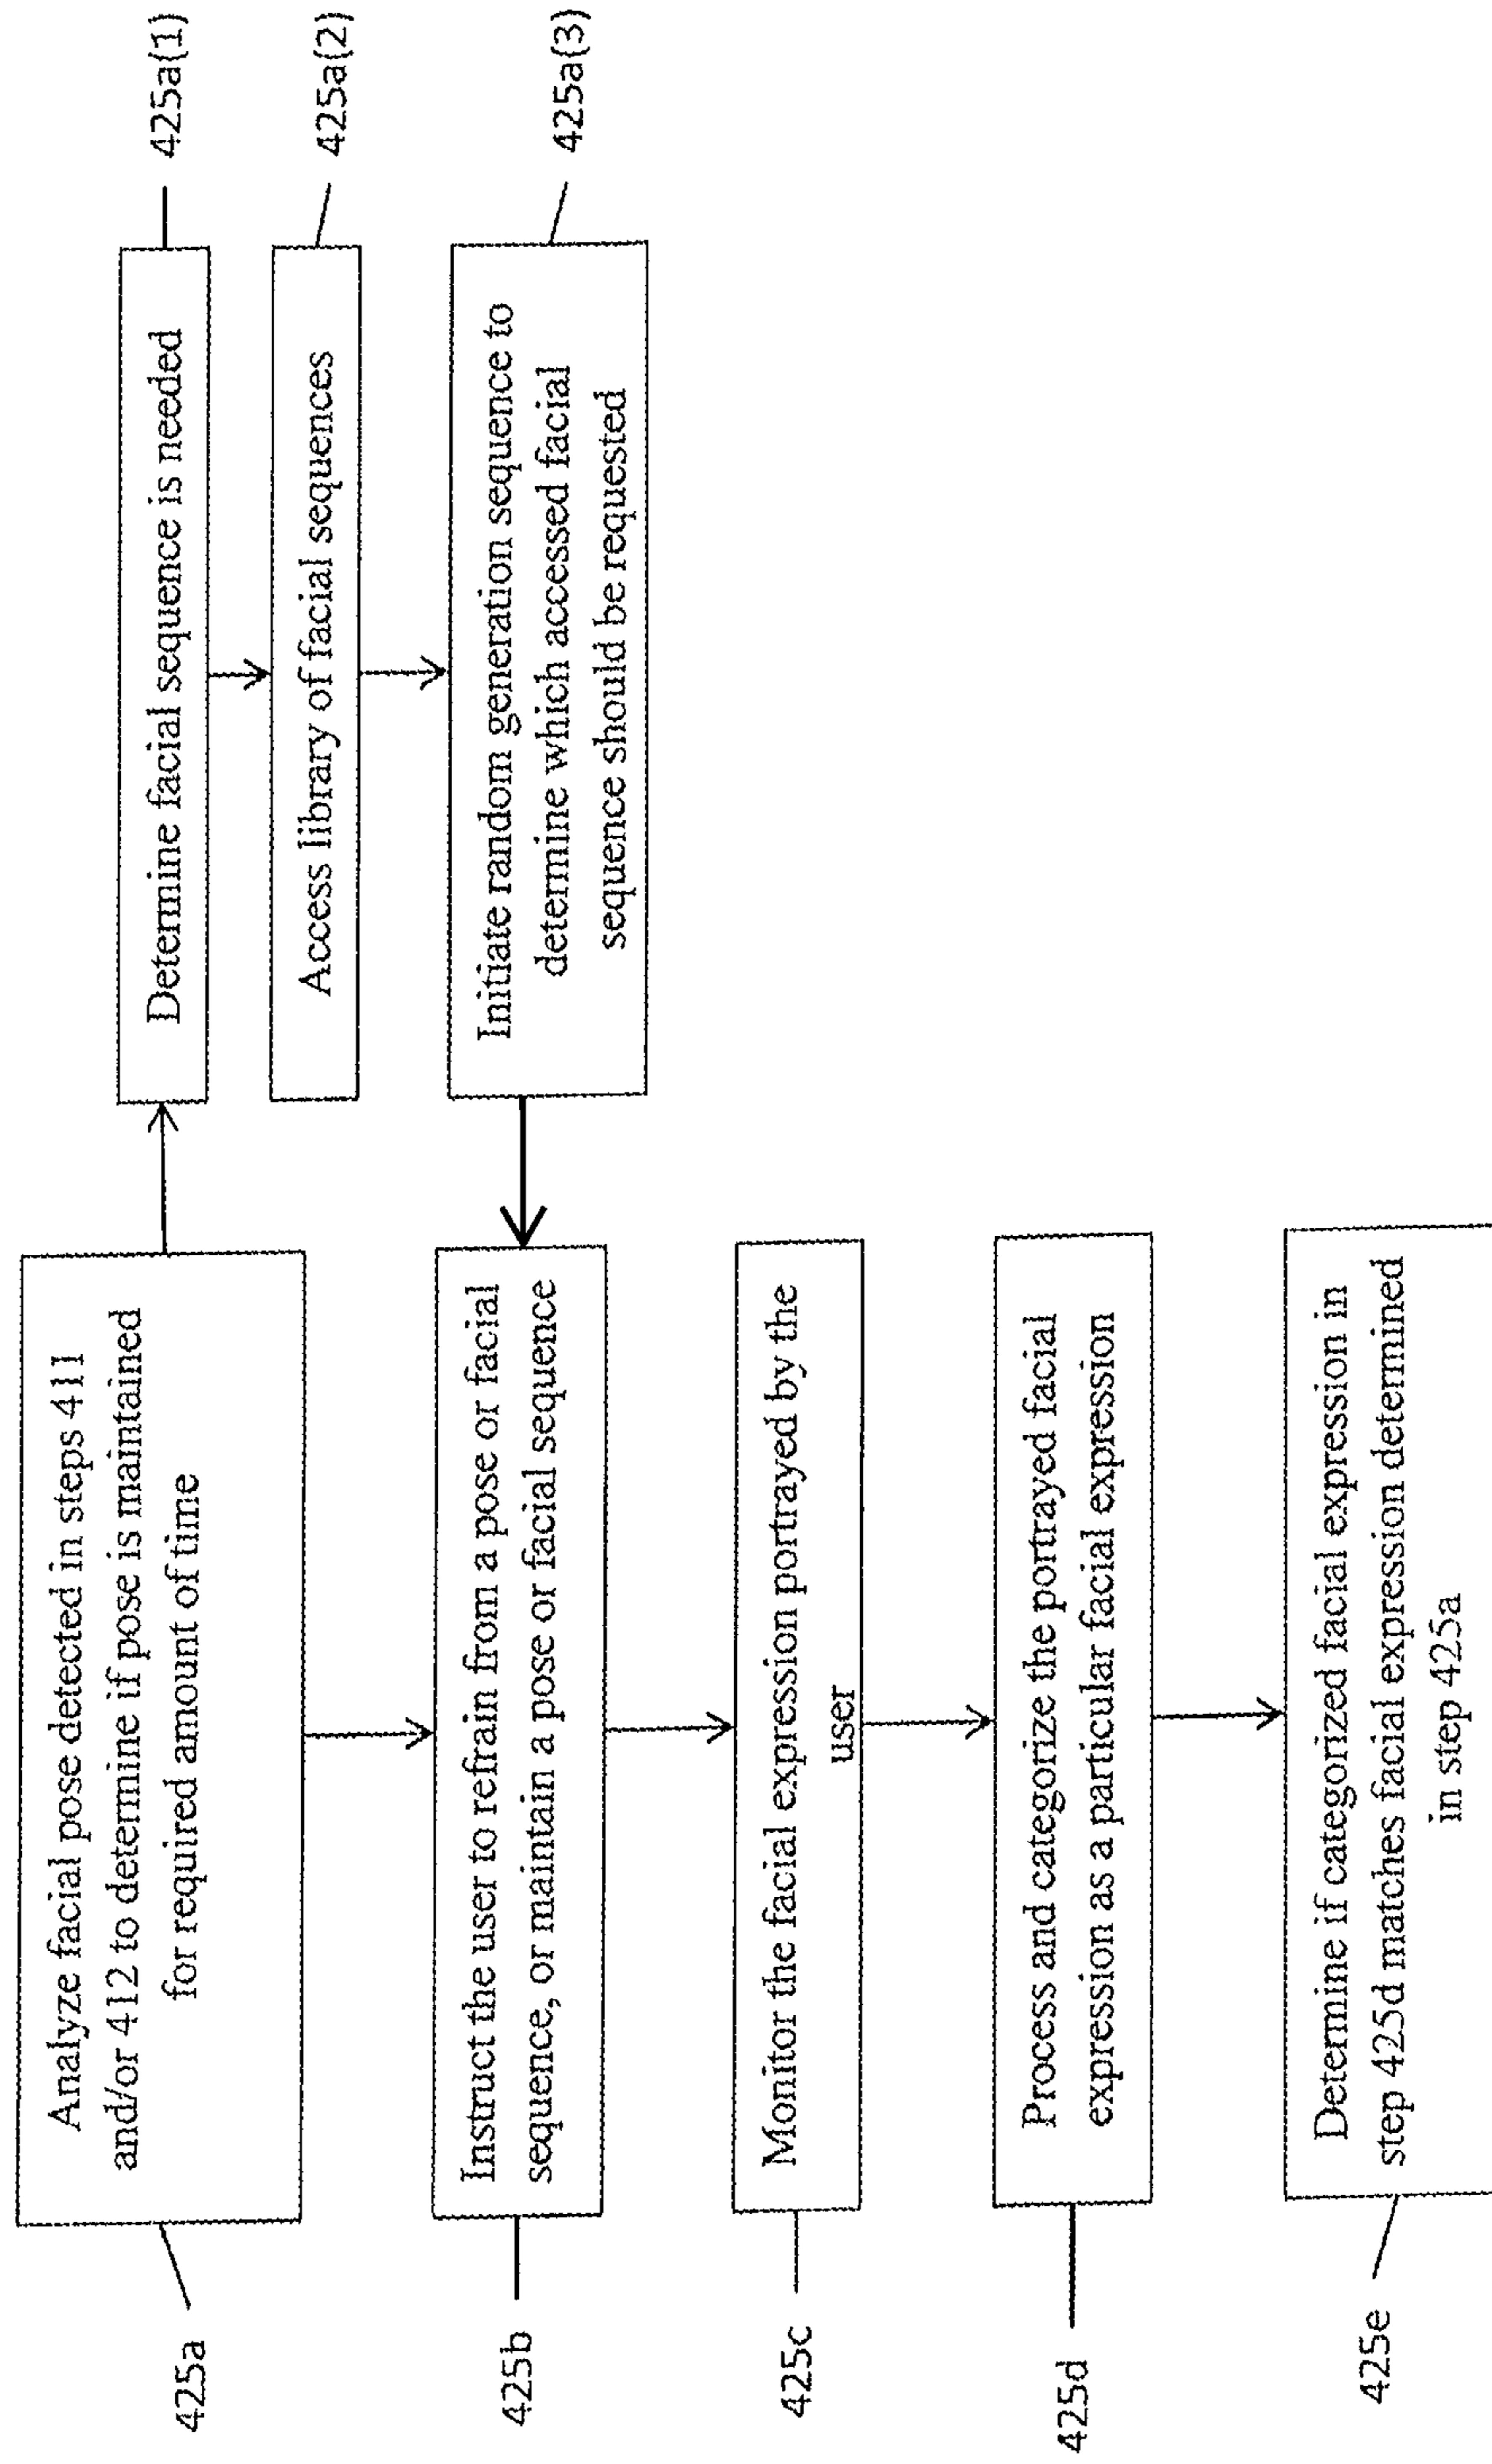 425a
Analyze facial pose detected in steps 411
and/or 412 to determine if pose is maintained
for required amount of time
Determine facial sequence is needed
425a(1)
Access library of facial sequences
425a(2)
Initiate random generation sequence to
determine which accessed facial
sequence should be requested
425a(3)
425b
Instruct the user to refrain from a pose or facial
sequence, or maintain a pose or facial sequence
425c
Monitor the facial expression portrayed by the
user
425d
Process and categorize the portrayed facial
expression as a particular facial expression
425e
Determine if categorized facial expression in
step 425d matches facial expression determined
in step 425a